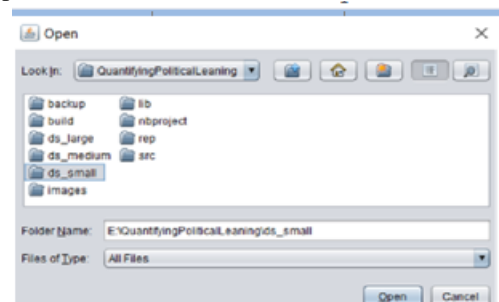 Open
Look In: QuantifyingPoliticalLeaning
backup lib
build nbproject
ds_large rep
ds_medium src
ds_small
images
Folder Name: E:\QuantifyingPoliticalLeaning\ds_small
Files of Type: All Files
Open Cancel